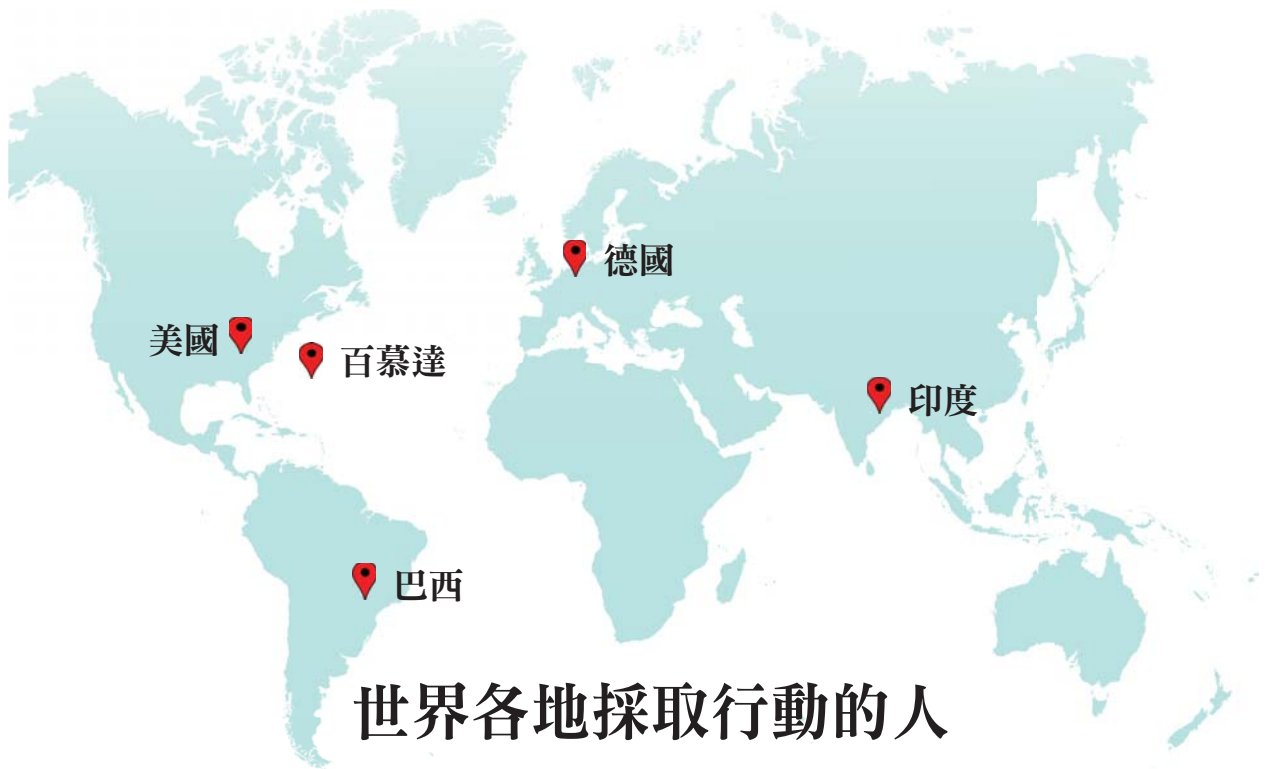 德國
美國
百慕達
印度
巴西
世界各地採取行動的人